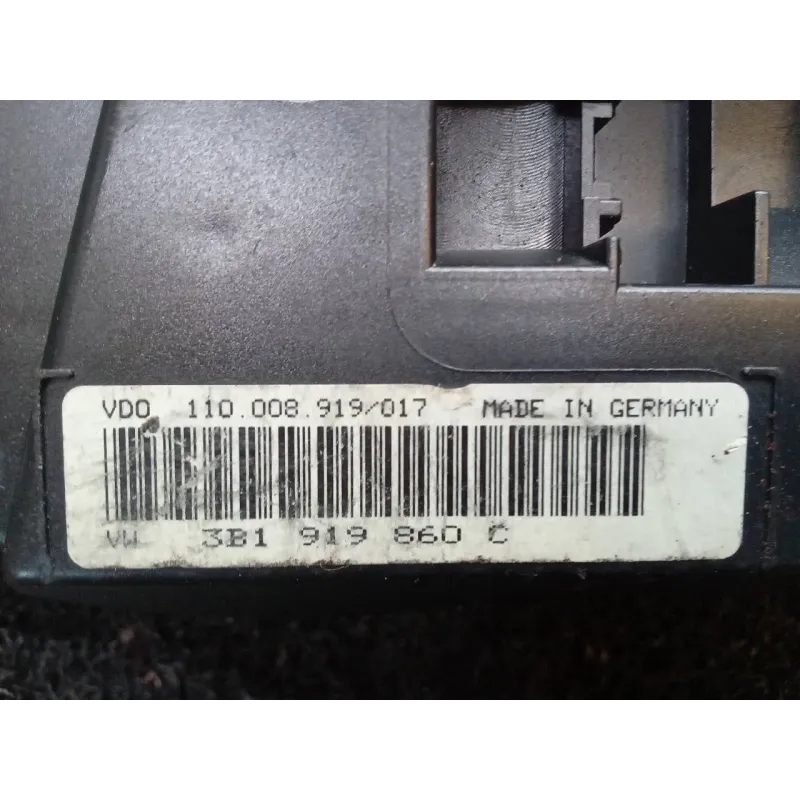 VDO 110.008.919/017 MADE IN GERMANY
VW 3B1 919 860 C